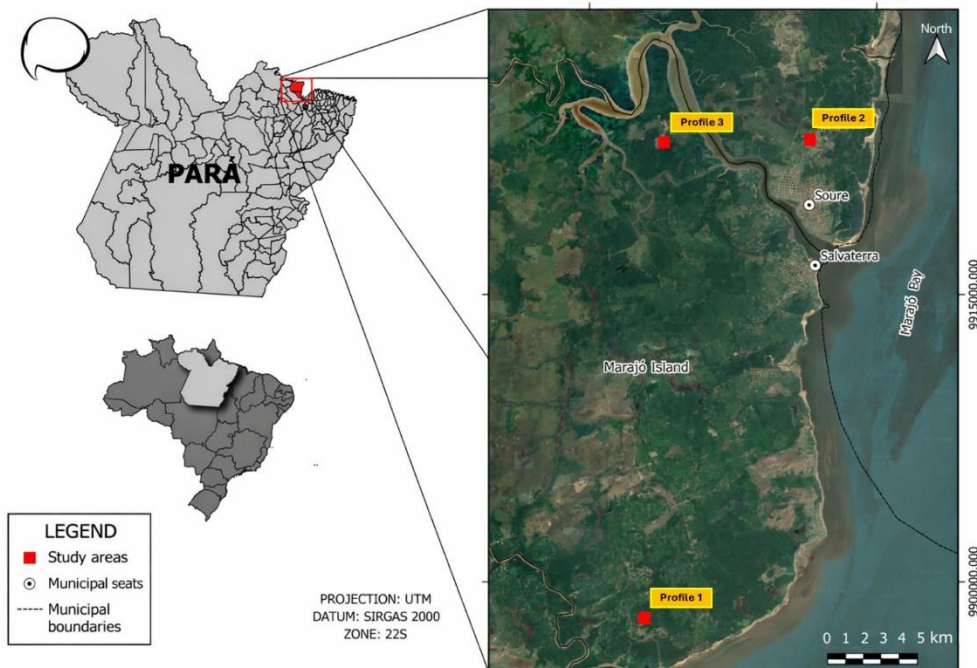 PARÁ
LEGEND
Study areas
Municipal seats
Municipal
boundaries
PROJECTION: UTM
DATUM: SIRGAS 2000
ZONE: 22S
North
Profile 3
Profile 2
Soure
Salvaterra
Marajó Bay
9915000.000
Marajó Island
9900000.000
Profile 1
0 1 2 3 4 5 km